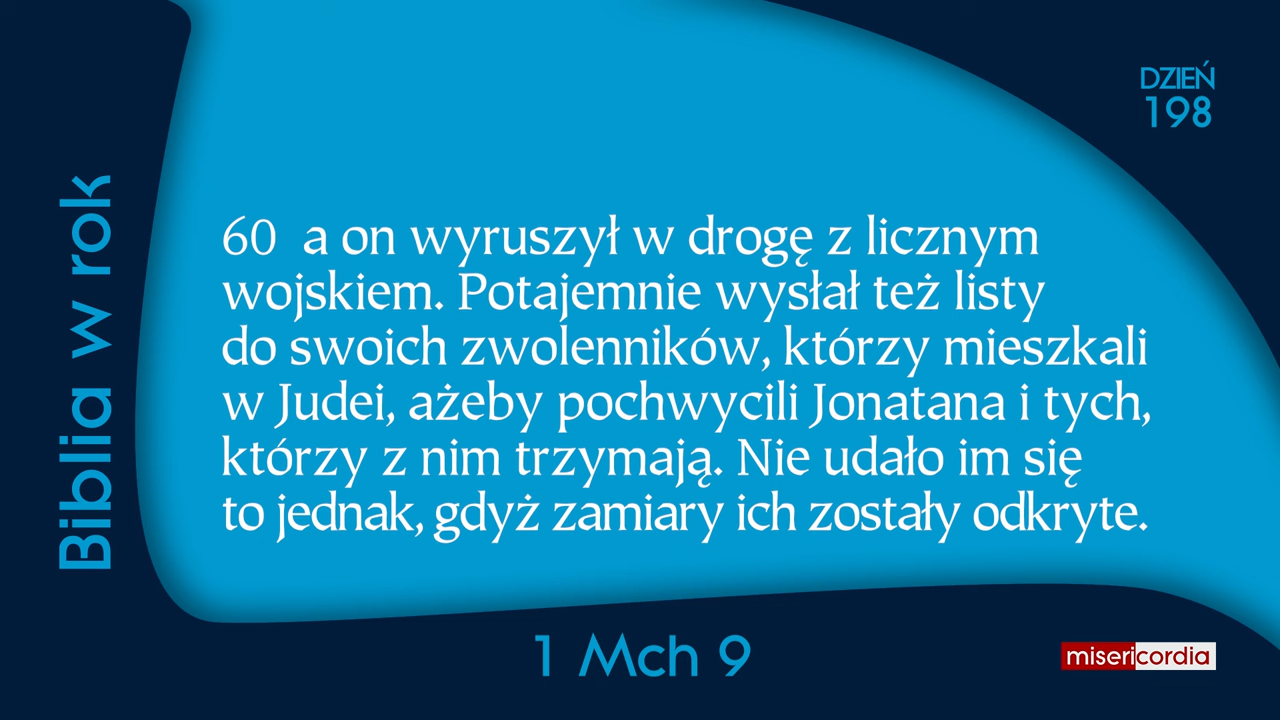 DZIEŃ
198
Biblia w rok
60 a on wyruszył w drogę z licznym
wojskiem. Potajemnie wysłał też listy
do swoich zwolenników, którzy mieszkali
w Judei, ażeby pochwycili Jonatana i tych,
którzy z nim trzymają. Nie udało im się
to jednak, gdyż zamiary ich zostały odkryte.
1 Mch 9
misericordia